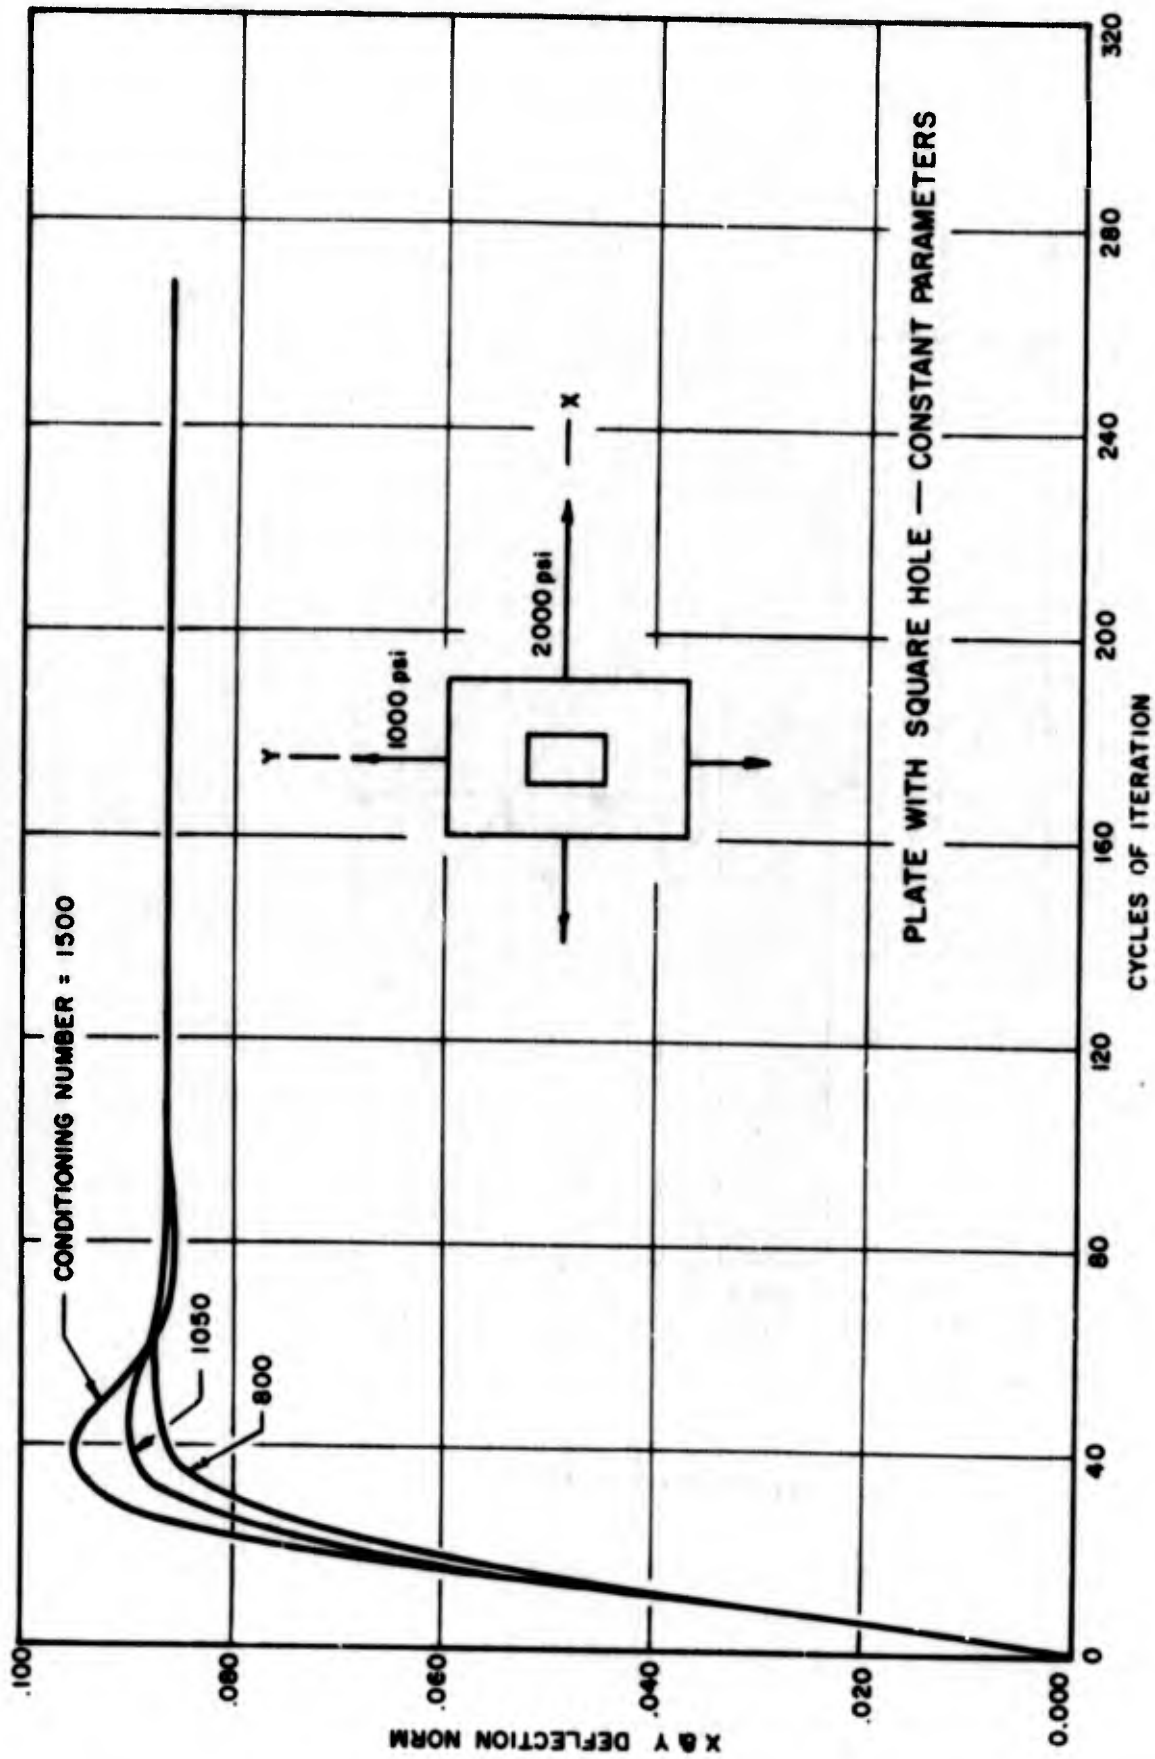 X & Y DEFLECTION NORM
.100
.080
.060
.040
.020
0.000
CONDITIONING NUMBER = 1500
1050
800
Y
1000 psi
2000 psi
X
PLATE WITH SQUARE HOLE — CONSTANT PARAMETERS
0
40
80
120
160
200
240
280
320
CYCLES OF ITERATION